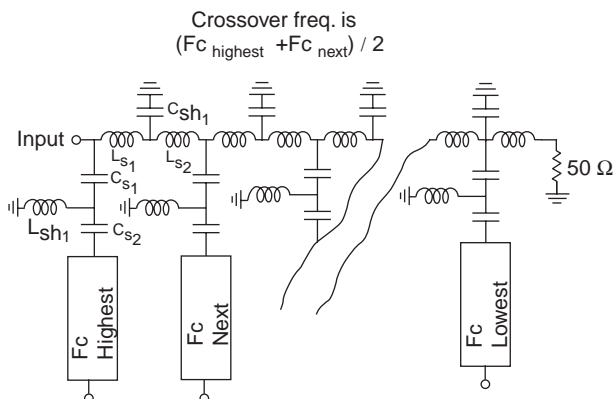 Crossover freq. is
(Fc highest +Fc next) / 2
Csh1
Input
Ls1
Ls2
Cs1
50 Ω
Lsh1
Cs2
Fc
Highest
Fc
Next
Fc
Lowest